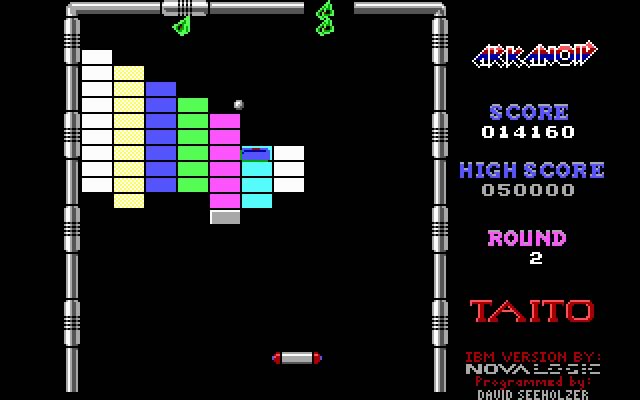 ARKANOID
SCORE
014160
HIGH SCORE
050000
ROUND
2
TAITO
IBM VERSION BY:
NOVALOGIC
Programmed by:
DAVID SEEHOLZER